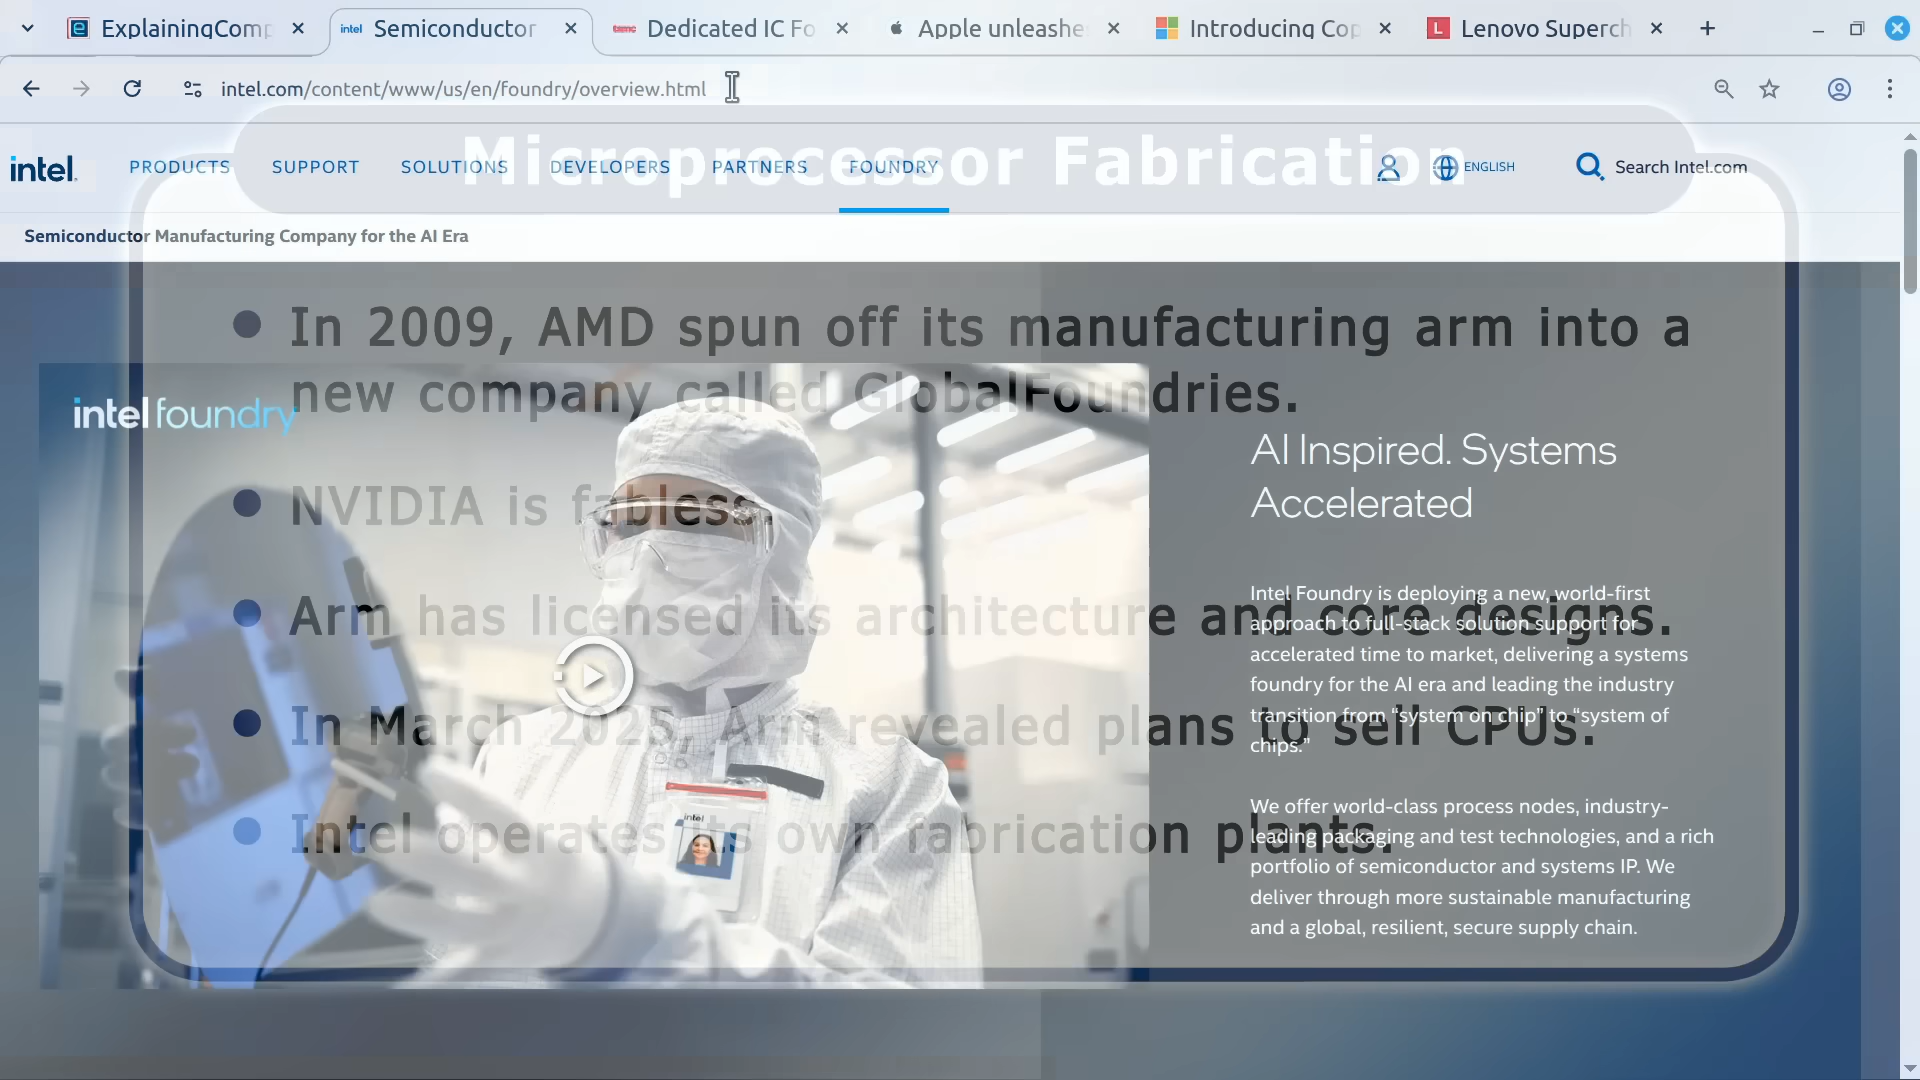 ExplainingComp
intel Semiconductor
tsmc Dedicated IC Fo
Apple unleashe
Introducing Cop
L Lenovo Superch
intel.com/content/www/us/en/foundry/overview.html
Microprocessor Fabrication
intel.
PRODUCTS
SUPPORT
SOLUTIONS
DEVELOPERS
PARTNERS
FOUNDRY
ENGLISH
Search Intel.com
Semiconductor Manufacturing Company for the AI Era
• In 2009, AMD spun off its manufacturing arm into a
new company called GlobalFoundries.
• NVIDIA is fabless.
• Arm has licensed its architecture and core designs.
• In March 2025, Arm revealed plans to sell CPUs.
• Intel operates its own fabrication plants.
intel foundry
intel
AI Inspired. Systems
Accelerated
Intel Foundry is deploying a new, world-first
approach to full-stack solution support for
accelerated time to market, delivering a systems
foundry for the AI era and leading the industry
transition from “system on chip” to “system of
chips.”
We offer world-class process nodes, industry-
leading packaging and test technologies, and a rich
portfolio of semiconductor and systems IP. We
deliver through more sustainable manufacturing
and a global, resilient, secure supply chain.